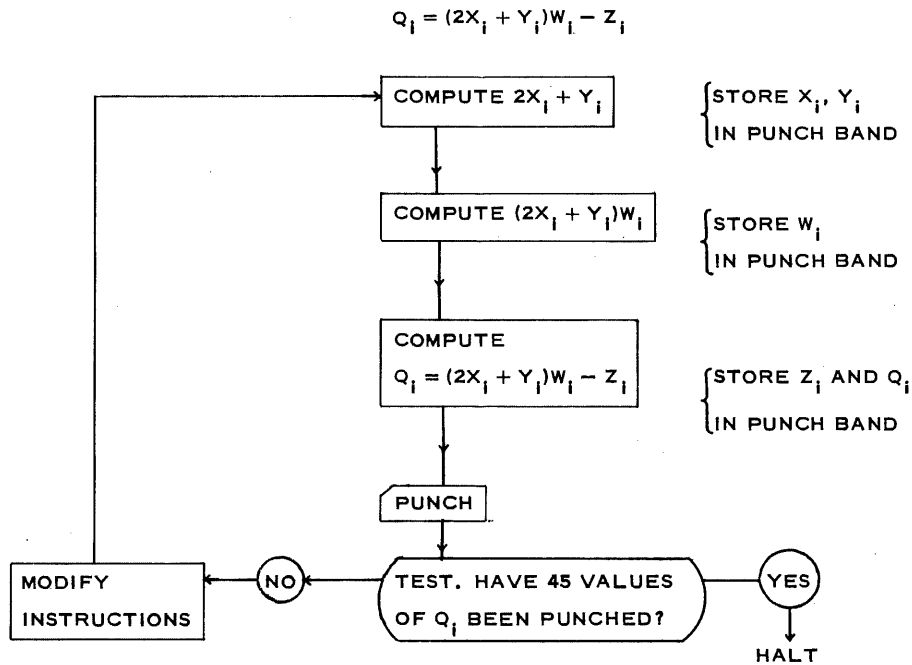 Qᵢ = (2Xᵢ + Yᵢ)Wᵢ − Zᵢ
COMPUTE 2Xᵢ + Yᵢ
STORE Xᵢ, Yᵢ
IN PUNCH BAND
COMPUTE (2Xᵢ + Yᵢ)Wᵢ
STORE Wᵢ
IN PUNCH BAND
COMPUTE
Qᵢ = (2Xᵢ + Yᵢ)Wᵢ − Zᵢ
STORE Zᵢ AND Qᵢ
IN PUNCH BAND
PUNCH
MODIFY
INSTRUCTIONS
NO
TEST. HAVE 45 VALUES
OF Qᵢ BEEN PUNCHED?
YES
HALT